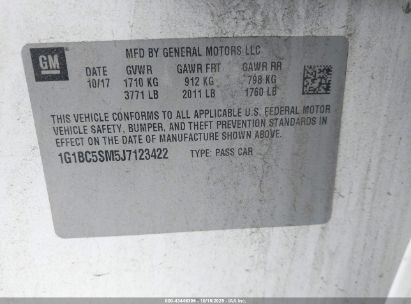 GM
MFD BY GENERAL MOTORS LLC
DATE GVWR GAWR FRT GAWR RR
10/17 1710 KG 912 KG 798 KG
3771 LB 2011 LB 1760 LB
THIS VEHICLE CONFORMS TO ALL APPLICABLE U.S. FEDERAL MOTOR
VEHICLE SAFETY, BUMPER, AND THEFT PREVENTION STANDARDS IN
EFFECT ON THE DATE OF MANUFACTURE SHOWN ABOVE.
1G1BC5SM5J7123422 TYPE: PASS CAR